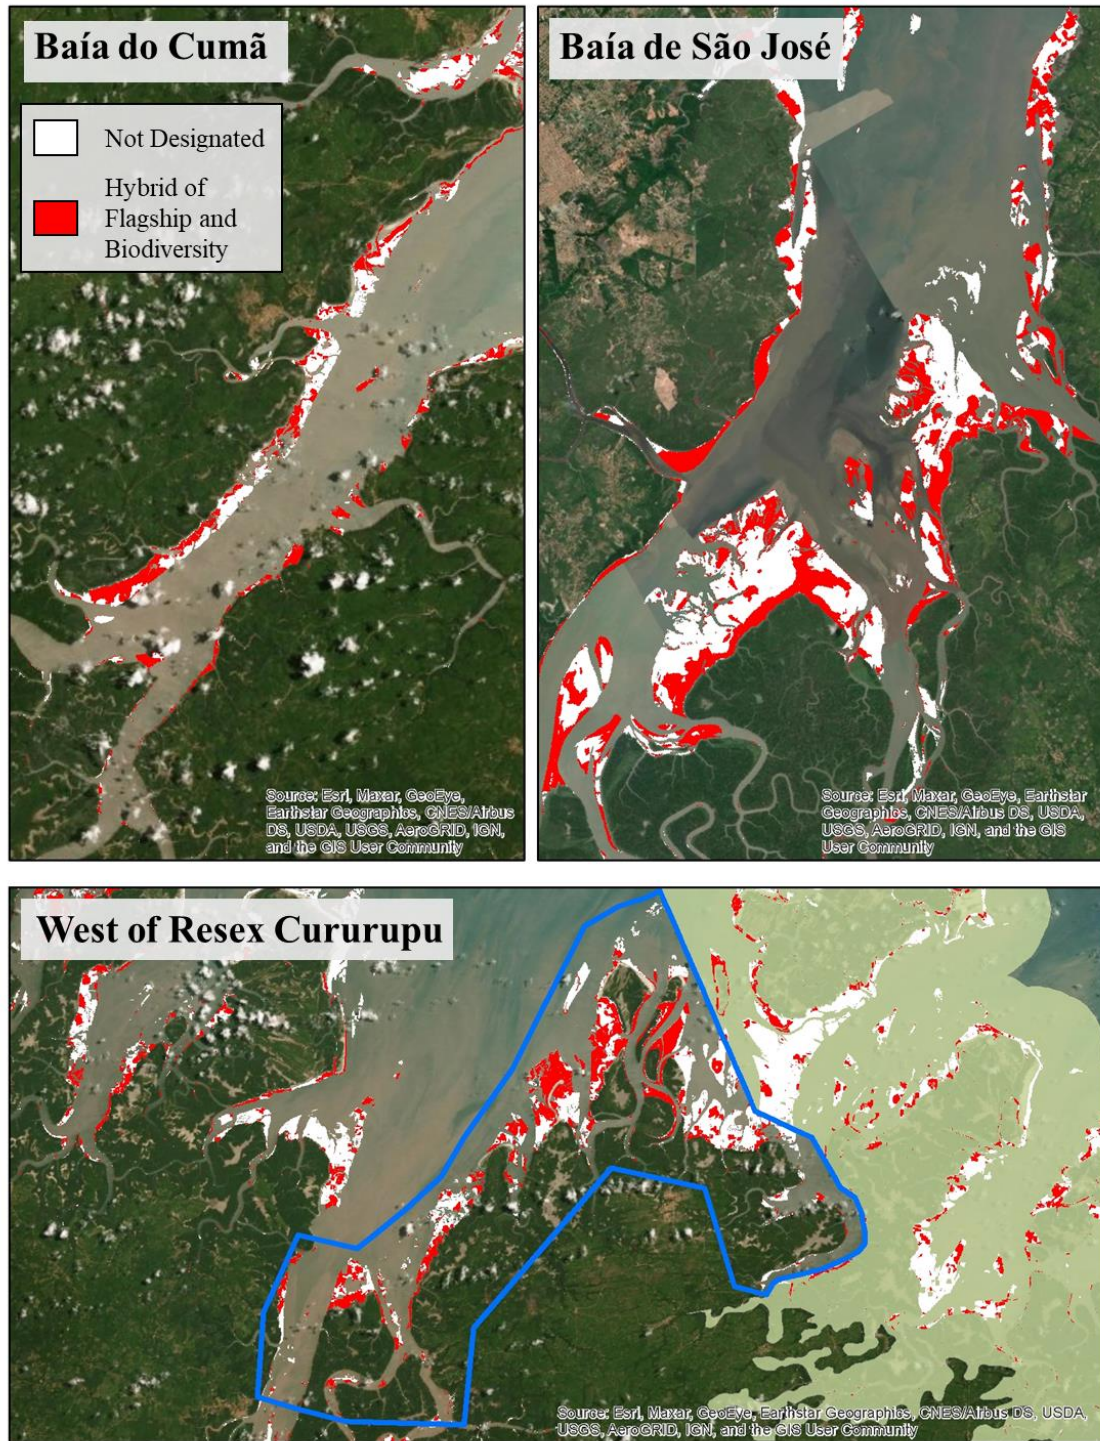 Baía do Cumã
Not Designated
Hybrid of
Flagship and
Biodiversity
Source: Esri, Maxar, GeoEye,
Earthstar Geographics, CNES/Airbus
DS, USDA, USGS, AeroGRID, IGN,
and the GIS User Community
Baía de São José
Source: Esri, Maxar, GeoEye, Earthstar
Geographics, CNES/Airbus DS, USDA,
USGS, AeroGRID, IGN, and the GIS
User Community
West of Resex Cururupu
Source: Esri, Maxar, GeoEye, Earthstar Geographics, CNES/Airbus DS, USDA,
USGS, AeroGRID, IGN, and the GIS User Community